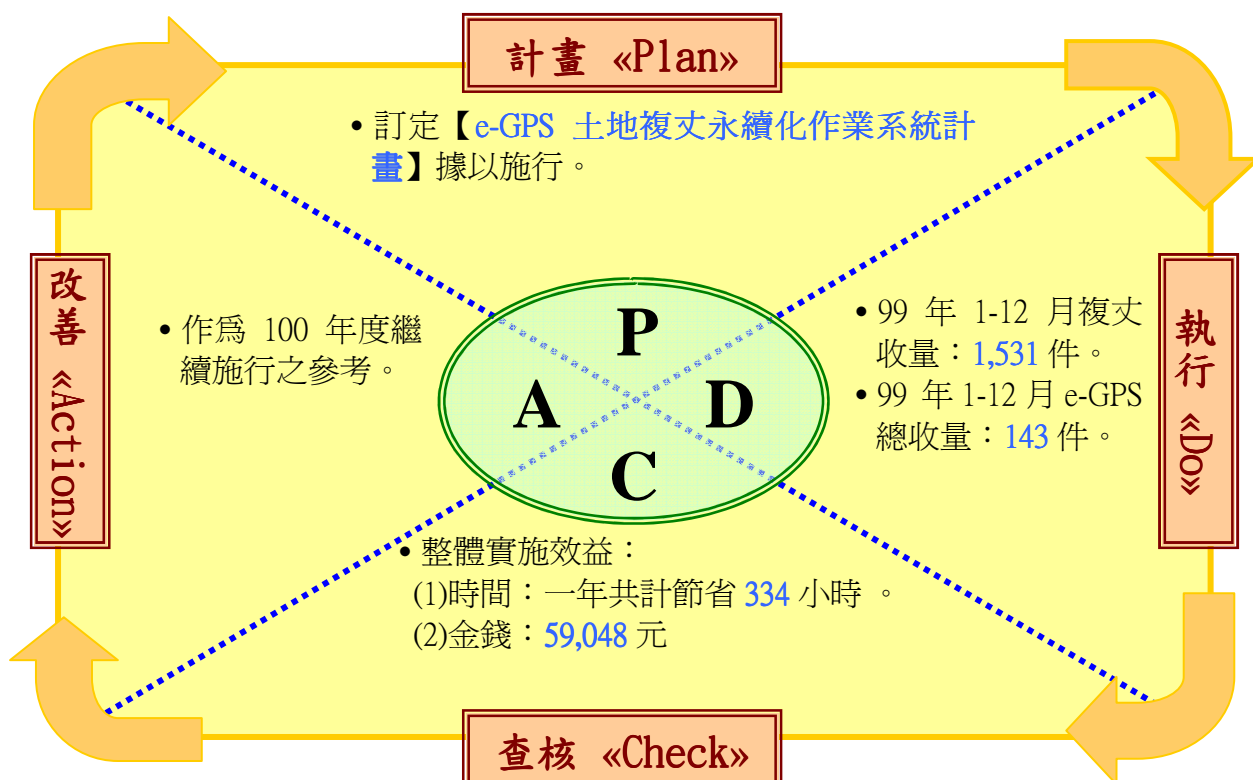 計畫 «Plan»
• 訂定【e-GPS 土地複丈永續化作業系統計
畫】據以施行。
改善 «Action»
• 作爲 100 年度繼
續施行之參考。
P
A D
C
• 99 年 1-12 月複丈
收量：1,531 件。
• 99 年 1-12 月 e-GPS
總收量：143 件。
執行 «Do»
• 整體實施效益：
(1)時間：一年共計節省 334 小時 。
(2)金錢：59,048 元
查核 «Check»